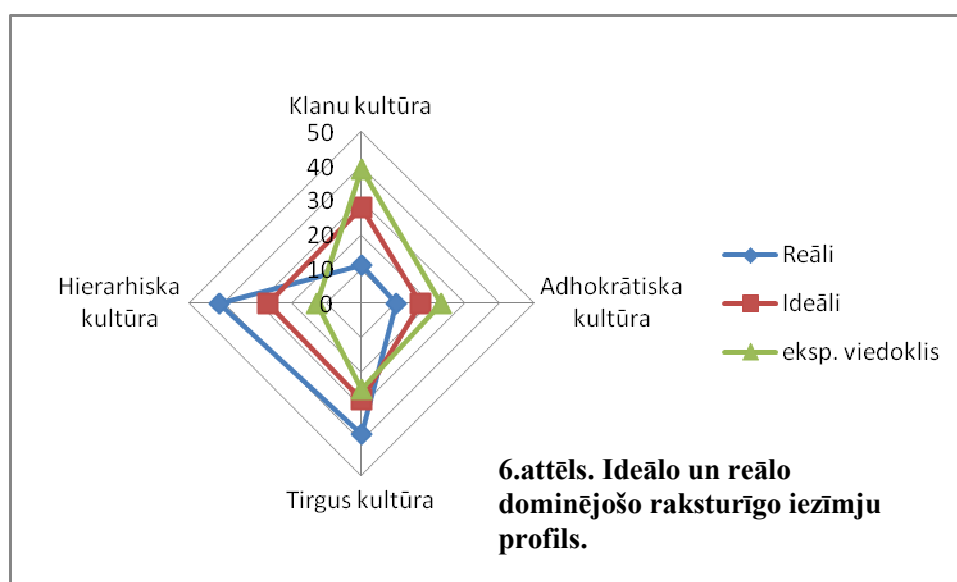 Klanu kultūra
50
40
30
20
10
0
Hierarhiska
kultūra
Adhokrātiska
kultūra
Tirgus kultūra
Reāli
Ideāli
eksp. viedoklis
6.attēls. Ideālo un reālo
dominējošo raksturīgo iezīmju
profils.